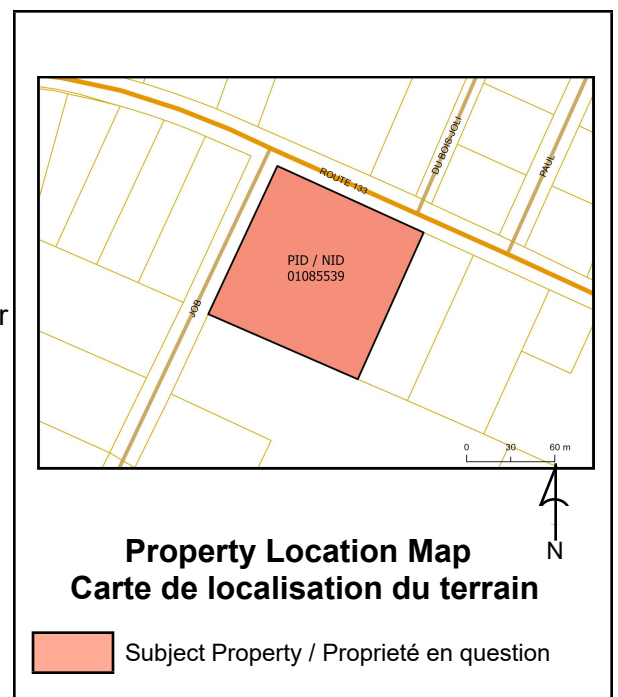 DU BOIS-JOLI
PAUL
ROUTE 133
PID / NID
01085539
JOB
r
0 30 60 m
N
Property Location Map
Carte de localisation du terrain
Subject Property / Proprieté en question